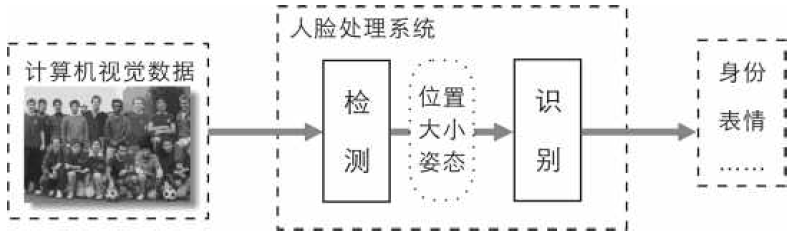 人脸处理系统
计算机视觉数据
检
测
位置
大小
姿态
识
别
身份
表情
……